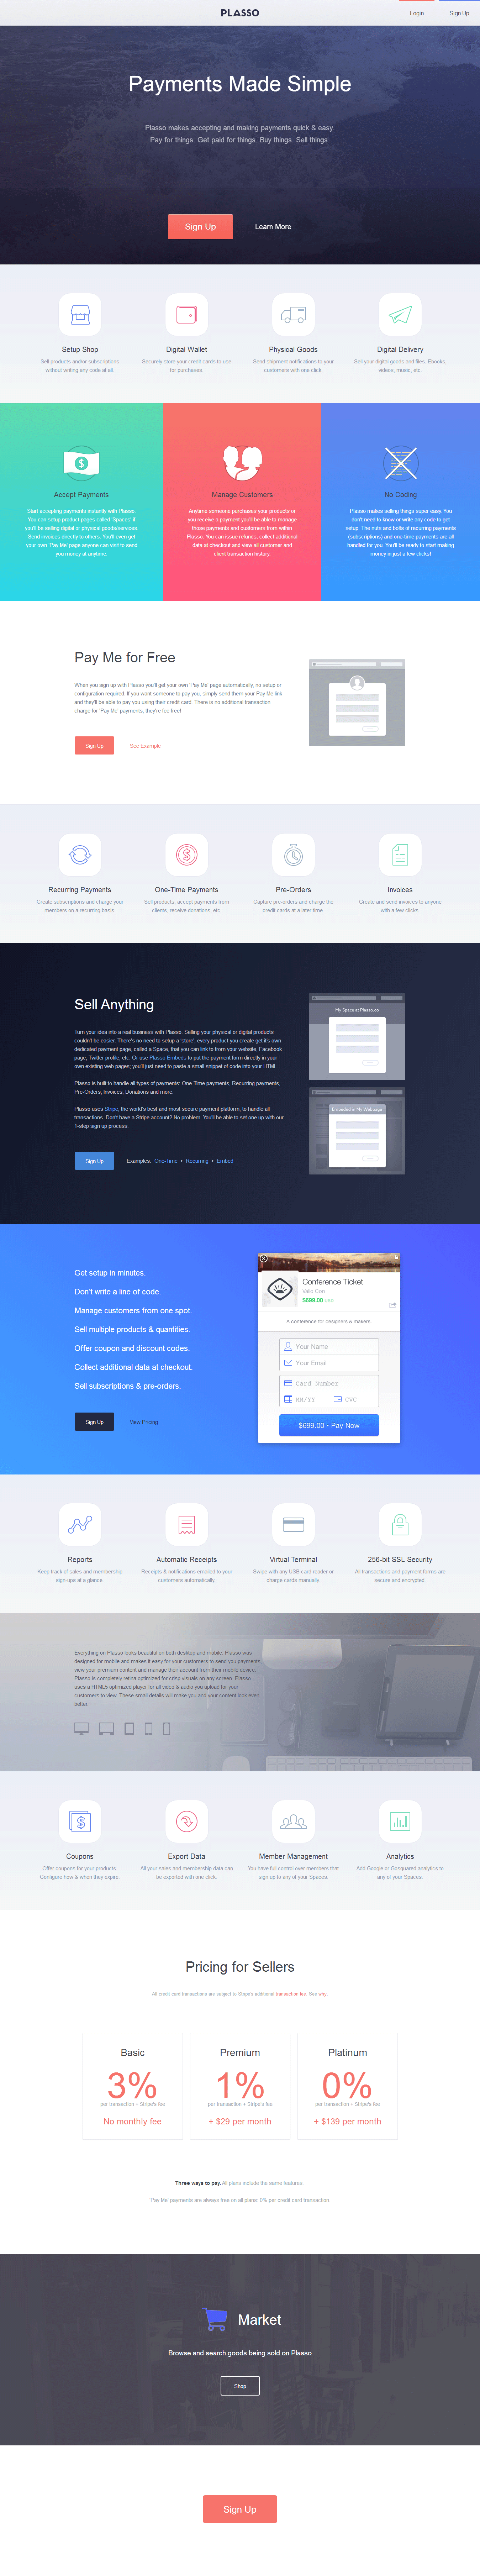 PLASSO
Login
Sign Up
Payments Made Simple
Plasso makes accepting and making payments quick & easy.
Pay for things. Get paid for things. Buy things. Sell things.
Sign Up
Learn More
Setup Shop
Sell products and/or subscriptions
without writing any code at all.
Digital Wallet
Securely store your credit cards to use
for purchases.
Physical Goods
Send shipment notifications to your
customers with one click.
Digital Delivery
Sell your digital goods and files. Ebooks,
videos, music, etc.
Accept Payments
Start accepting payments instantly with Plasso.
You can setup product pages called 'Spaces' if
you'll be selling digital or physical goods/services.
Send invoices directly to others. You'll even get
your own 'Pay Me' page anyone can visit to send
you money at anytime.
Manage Customers
Anytime someone purchases your products or
you receive a payment you'll be able to manage
those payments and customers from within
Plasso. You can issue refunds, collect additional
data at checkout and view all customer and
client transaction history.
No Coding
Plasso makes selling things super easy. You
don't need to know or write any code to get
setup. The nuts and bolts of recurring payments
(subscriptions) and one-time payments are all
handled for you. You'll be ready to start making
money in just a few clicks!
Pay Me for Free
When you sign up with Plasso you'll get your own 'Pay Me' page automatically, no setup or
configuration required. If you want someone to pay you, simply send them your Pay Me link
and they'll be able to pay you using their credit card. There is no additional transaction
charge for 'Pay Me' payments, they're fee free!
Sign Up
See Example
Recurring Payments
Create subscriptions and charge your
members on a recurring basis.
One-Time Payments
Sell products, accept payments from
clients, receive donations, etc.
Pre-Orders
Capture pre-orders and charge the
credit cards at a later time.
Invoices
Create and send invoices to anyone
with a few clicks.
Sell Anything
Turn your idea into a real business with Plasso. Selling your physical or digital products
couldn't be easier. There's no need to setup a 'store', every product you create get it's own
dedicated payment page, called a Space, that you can link to from your website, Facebook
page, Twitter profile, etc. Or use Plasso Embeds to put the payment form directly in your
own existing web pages; you'll just need to paste a small snippet of code into your HTML.
Plasso is built to handle all types of payments: One-Time payments, Recurring payments,
Pre-Orders, Invoices, Donations and more.
Plasso uses Stripe, the world's best and most secure payment platform, to handle all
transactions. Don't have a Stripe account? No problem. You'll be able to set one up with our
1-step sign up process.
Sign Up
Examples: One-Time • Recurring • Embed
My Space at Plasso.co
Embedded in My Webpage
Get setup in minutes.
Don't write a line of code.
Manage customers from one spot.
Sell multiple products & quantities.
Offer coupon and discount codes.
Collect additional data at checkout.
Sell subscriptions & pre-orders.
Sign Up
View Pricing
Conference Ticket
Valio Con
$699.00 USD
A conference for designers & makers.
Your Name
Your Email
Card Number
MM/YY
CVC
$699.00 • Pay Now
Reports
Keep track of sales and membership
sign-ups at a glance.
Automatic Receipts
Receipts & notifications emailed to your
customers automatically.
Virtual Terminal
Swipe with any USB card reader or
charge cards manually.
256-bit SSL Security
All transactions and payment forms are
secure and encrypted.
Everything on Plasso looks beautiful on both desktop and mobile. Plasso was
designed for mobile and makes it easy for your customers to send you payments,
view your premium content and manage their account from their mobile device.
Plasso is completely retina optimized for crisp visuals on any screen. Plasso
uses a HTML5 optimized player for all video & audio you upload for your
customers to view. These small details will make you and your content look even
better.
Coupons
Offer coupons for your products.
Configure how & when they expire.
Export Data
All your sales and membership data can
be exported with one click.
Member Management
You have full control over members that
sign up to any of your Spaces.
Analytics
Add Google or Gosquared analytics to
any of your Spaces.
Pricing for Sellers
All credit card transactions are subject to Stripe's additional transaction fee. See why.
Basic
3%
per transaction + Stripe's fee
No monthly fee
Premium
1%
per transaction + Stripe's fee
+ $29 per month
Platinum
0%
per transaction + Stripe's fee
+ $139 per month
Three ways to pay. All plans include the same features.
'Pay Me' payments are always free on all plans. 0% per credit card transaction.
Market
Browse and search goods being sold on Plasso
Shop
Sign Up